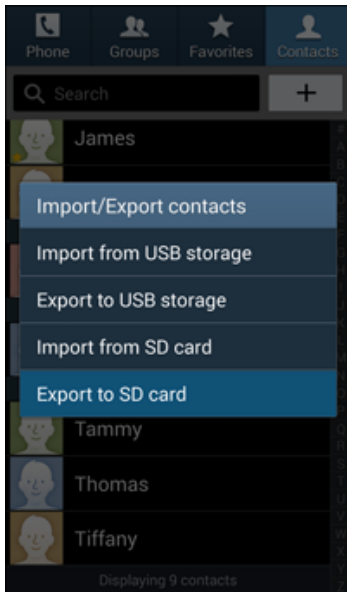 Phone
Groups
Favorites
Contacts
Search
+
James
Import/Export contacts
Import from USB storage
Export to USB storage
Import from SD card
Export to SD card
Tammy
Thomas
Tiffany
Displaying 9 contacts